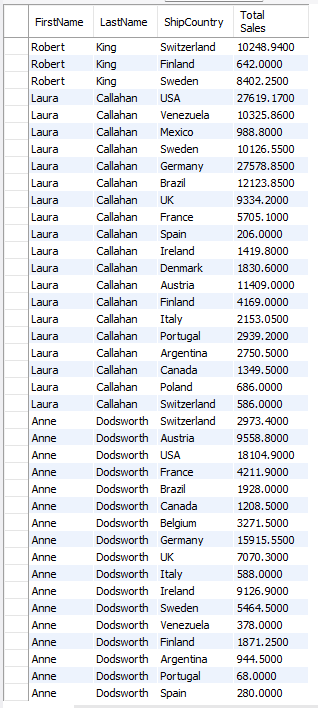 FirstName LastName ShipCountry Total Sales
Robert King Switzerland 10248.9400
Robert King Finland 642.0000
Robert King Sweden 8402.2500
Laura Callahan USA 27619.1700
Laura Callahan Venezuela 10325.8600
Laura Callahan Mexico 988.8000
Laura Callahan Sweden 10126.5500
Laura Callahan Germany 27578.8500
Laura Callahan Brazil 12123.8500
Laura Callahan UK 9334.2000
Laura Callahan France 5705.1000
Laura Callahan Spain 206.0000
Laura Callahan Ireland 1419.8000
Laura Callahan Denmark 1830.6000
Laura Callahan Austria 11409.0000
Laura Callahan Finland 4169.0000
Laura Callahan Italy 2153.0500
Laura Callahan Portugal 2939.2000
Laura Callahan Argentina 2750.5000
Laura Callahan Canada 1349.5000
Laura Callahan Poland 686.0000
Laura Callahan Switzerland 586.0000
Anne Dodsworth Switzerland 2973.4000
Anne Dodsworth Austria 9558.8000
Anne Dodsworth USA 18104.9000
Anne Dodsworth France 4211.9000
Anne Dodsworth Brazil 1928.0000
Anne Dodsworth Canada 1208.5000
Anne Dodsworth Belgium 3271.5000
Anne Dodsworth Germany 15915.5500
Anne Dodsworth UK 7070.3000
Anne Dodsworth Italy 588.0000
Anne Dodsworth Ireland 9126.9000
Anne Dodsworth Sweden 5464.5000
Anne Dodsworth Venezuela 378.0000
Anne Dodsworth Finland 1871.2500
Anne Dodsworth Argentina 944.5000
Anne Dodsworth Portugal 68.0000
Anne Dodsworth Spain 280.0000